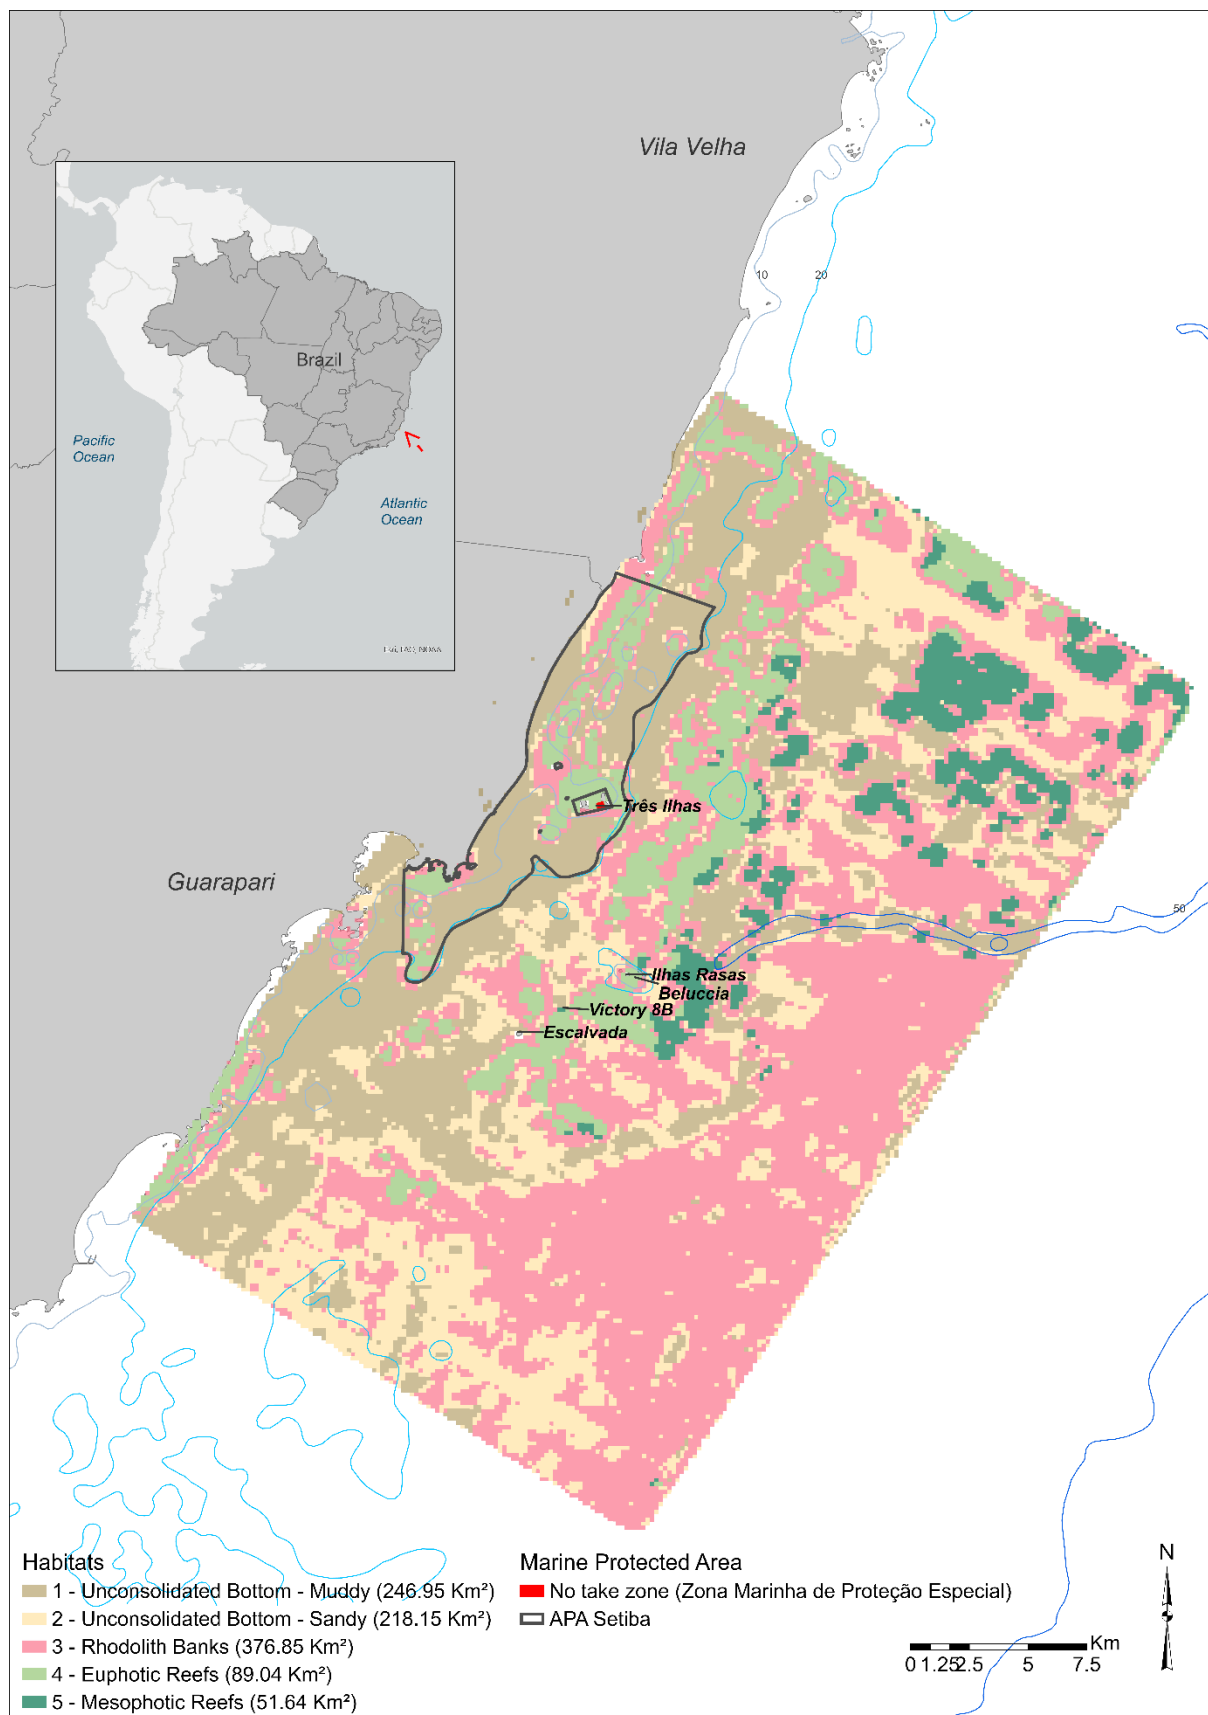 Vila Velha
10
20
Brazil
Pacific
Ocean
Atlantic
Ocean
Esri, FAO, NOAA
Três Ilhas
Guarapari
50
Ilhas Rasas
Beluccia
Victory 8B
Escalvada
Habitats
1 - Unconsolidated Bottom - Muddy (246.95 Km²)
2 - Unconsolidated Bottom - Sandy (218.15 Km²)
3 - Rhodolith Banks (376.85 Km²)
4 - Euphotic Reefs (89.04 Km²)
5 - Mesophotic Reefs (51.64 Km²)
Marine Protected Area
No take zone (Zona Marinha de Proteção Especial)
APA Setiba
Km
0 1.25 2.5 5 7.5
N